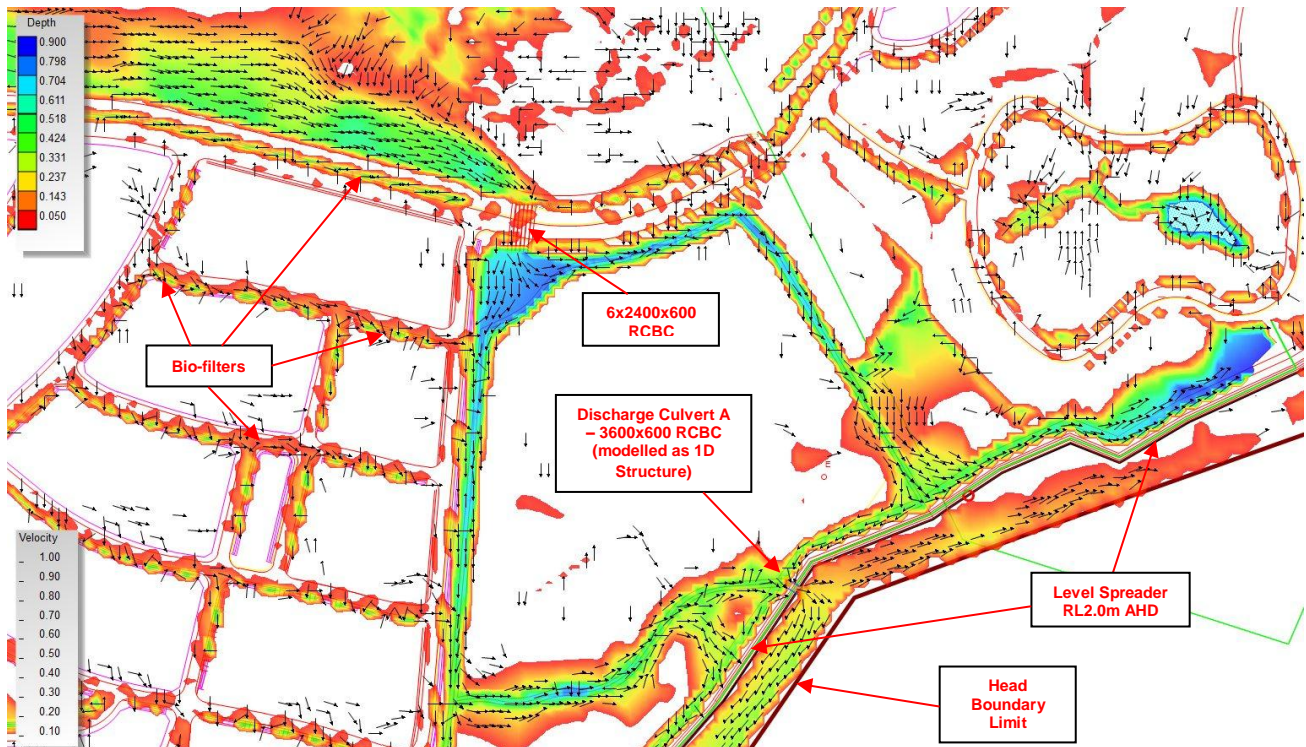 Depth
0.900
0.798
0.704
0.611
0.518
0.424
0.331
0.237
0.143
0.050
6x2400x600
RCBC
Bio-filters
Discharge Culvert A
– 3600x600 RCBC
(modelled as 1D
Structure)
Velocity
1.00
0.90
0.80
0.70
0.60
0.50
0.40
0.30
0.20
0.10
Level Spreader
RL2.0m AHD
Head
Boundary
Limit